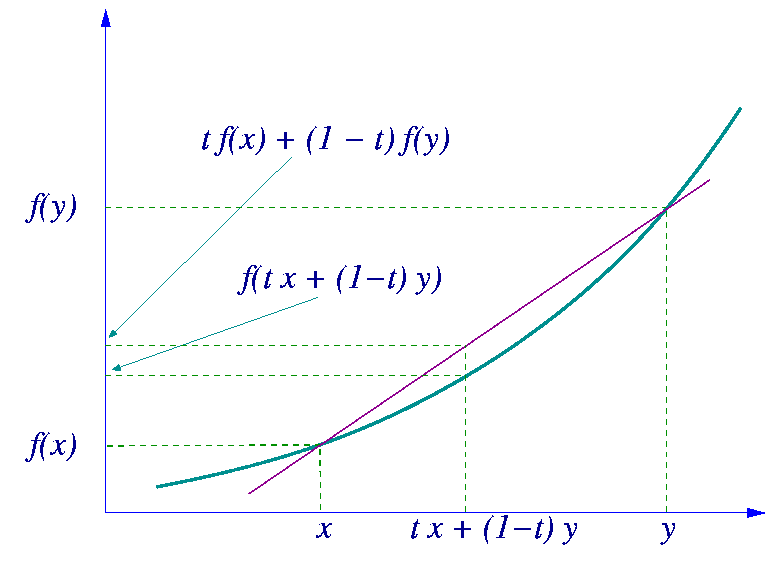 t f(x) + (1 − t) f(y)
f(y)
f(t x + (1−t) y)
f(x)
x
t x + (1−t) y
y